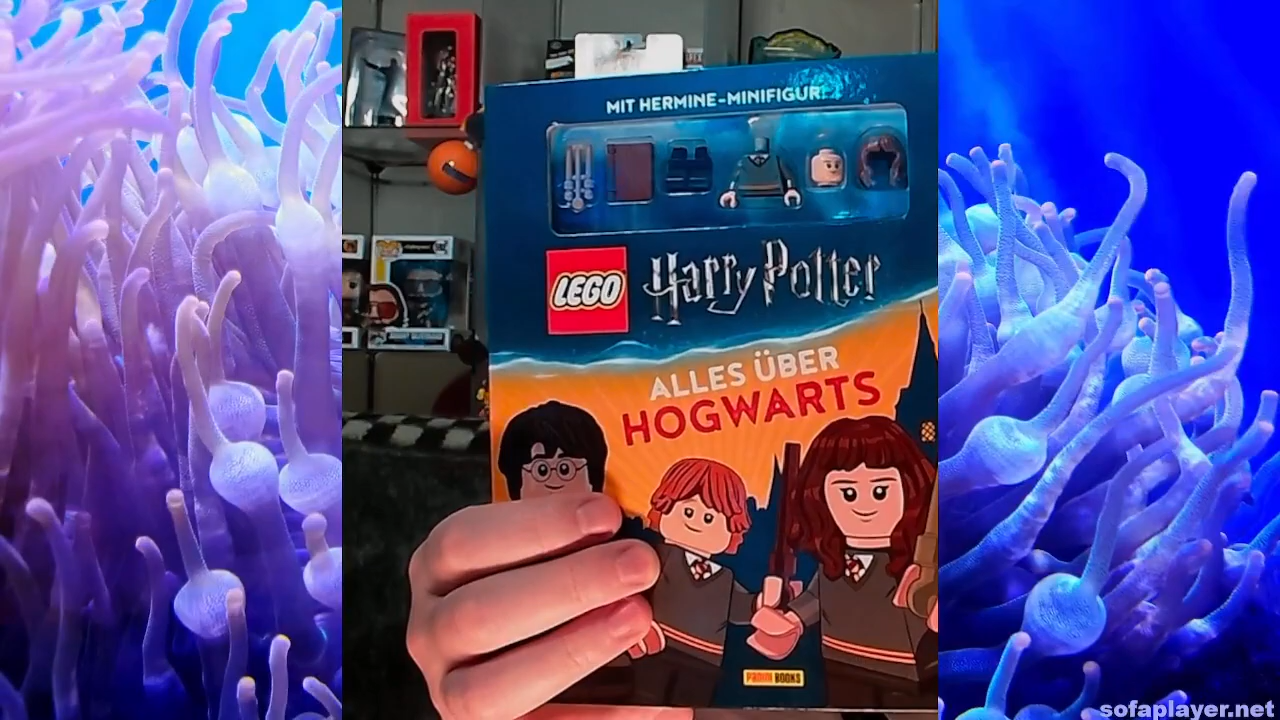 MIT HERMINE-MINIFIGUR!
LEGO
Harry Potter
ALLES ÜBER
HOGWARTS
PANINI BOOKS
sofaplayer.net